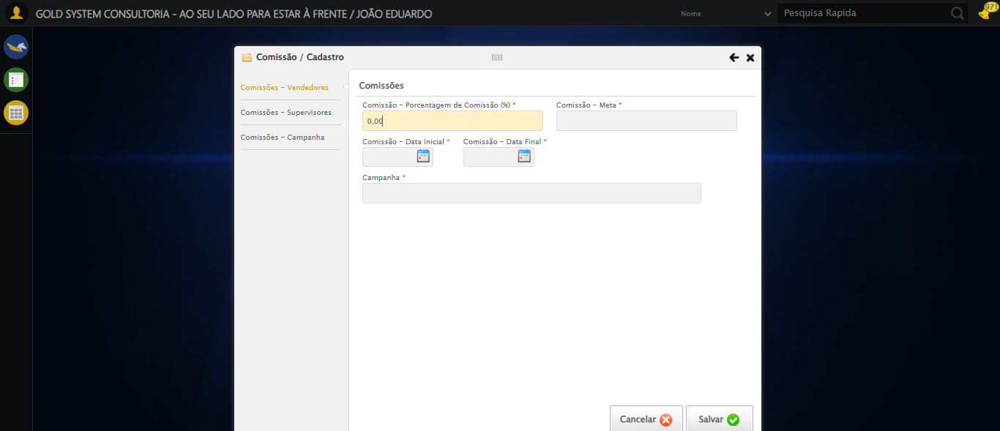 GOLD SYSTEM CONSULTORIA - AO SEU LADO PARA ESTAR À FRENTE / JOÃO EDUARDO
Nome
Pesquisa Rapida
971
Comissão / Cadastro
Comissões - Vendedores
Comissões - Supervisores
Comissões - Campanha
Comissões
Comissão - Porcentagem de Comissão (%) *
Comissão - Meta *
0,00
Comissão - Data Inicial *
Comissão - Data Final *
Campanha *
Cancelar
Salvar